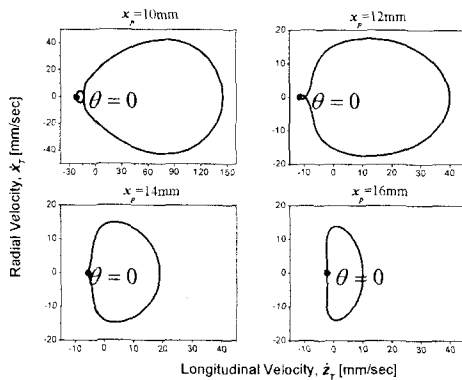 x_p=10mm
x_p=12mm
40
20
0
-20
-40
θ = 0
-30 0 30 60 90 120 150
20
10
0
-10
-20
θ = 0
-10 0 10 20 30 40
x_p=14mm
x_p=16mm
20
10
0
-10
-20
θ = 0
-10 0 10 20 30 40
20
10
0
-10
-20
θ = 0
-10 0 10 20 30 40
Radial Velocity, ẋ_T [mm/sec]
Longitudinal Velocity, ż_T [mm/sec]